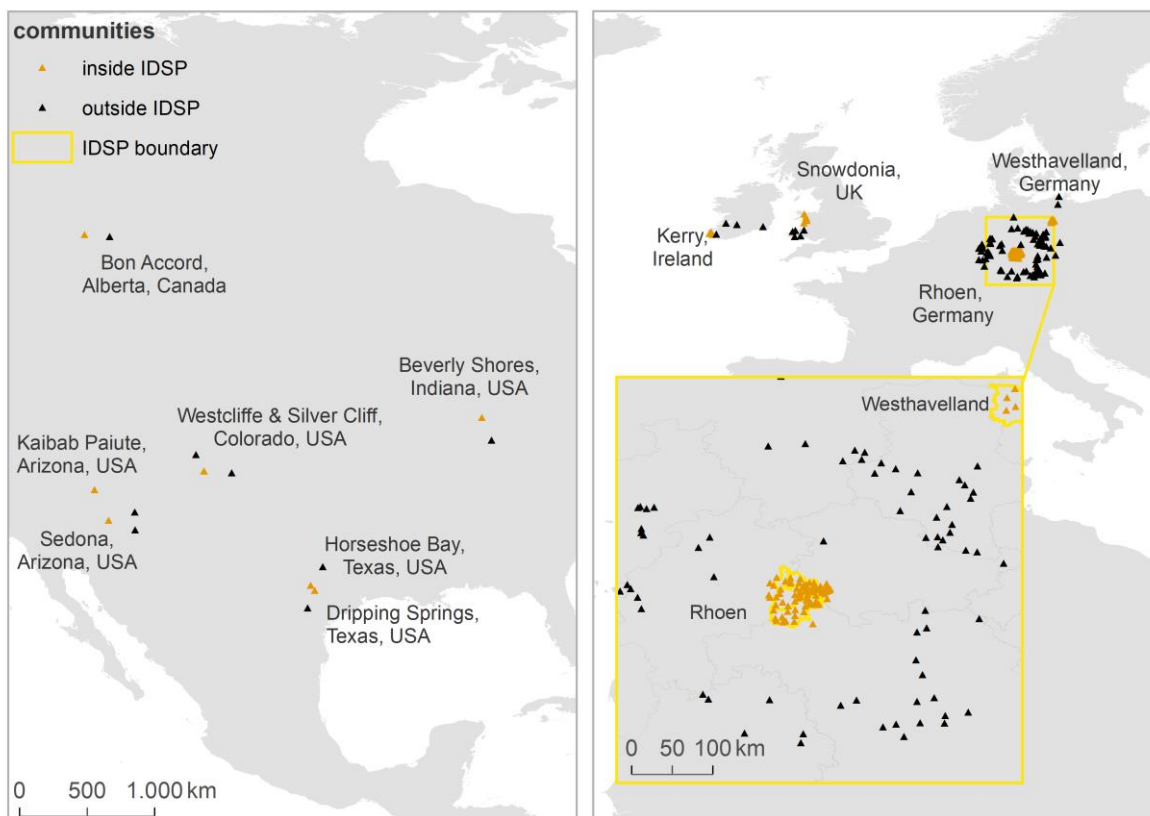 communities
inside IDSP
outside IDSP
IDSP boundary
Bon Accord,
Alberta, Canada
Beverly Shores,
Indiana, USA
Westcliffe & Silver Cliff,
Colorado, USA
Kaibab Paiute,
Arizona, USA
Sedona,
Arizona, USA
Horseshoe Bay,
Texas, USA
Dripping Springs,
Texas, USA
0 500 1.000 km
Snowdonia,
UK
Westhavelland,
Germany
Kerry,
Ireland
Rhoen,
Germany
Westhavelland
Rhoen
0 50 100 km